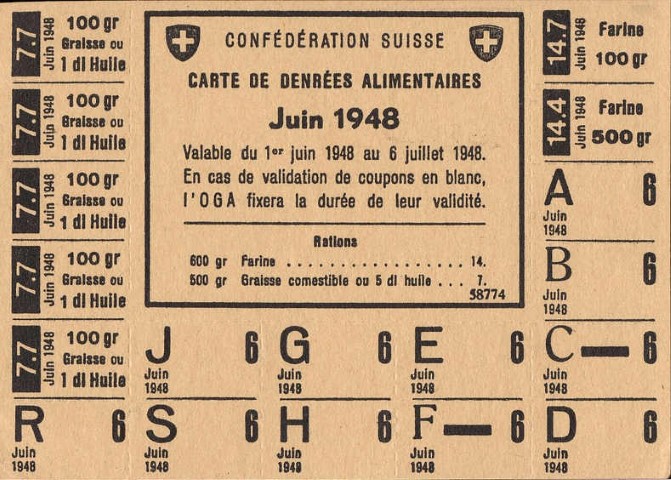 CONFÉDÉRATION SUISSE
CARTE DE DENRÉES ALIMENTAIRES
Juin 1948
Valable du 1er juin 1948 au 6 juillet 1948.
En cas de validation de coupons en blanc,
l'OGA fixera la durée de leur validité.
Rations
600 gr Farine . . . . . . . . . . . . . . . . . 14.
500 gr Graisse comestible ou 5 dl huile . . . 7.
58774
7.7
Juin 1948
100 gr
Graisse ou
1 dl Huile
7.7
Juin 1948
100 gr
Graisse ou
1 dl Huile
7.7
Juin 1948
100 gr
Graisse ou
1 dl Huile
7.7
Juin 1948
100 gr
Graisse ou
1 dl Huile
7.7
Juin 1948
100 gr
Graisse ou
1 dl Huile
14.7
Juin 1948
Farine
100 gr
14.4
Juin 1948
Farine
500 gr
A 6
Juin
1948
B 6
Juin
1948
J 6
Juin
1948
G 6
Juin
1948
E 6
Juin
1948
C — 6
Juin
1948
R 6
Juin
1948
S 6
Juin
1948
H 6
Juin
1948
F — 6
Juin
1948
D 6
Juin
1948